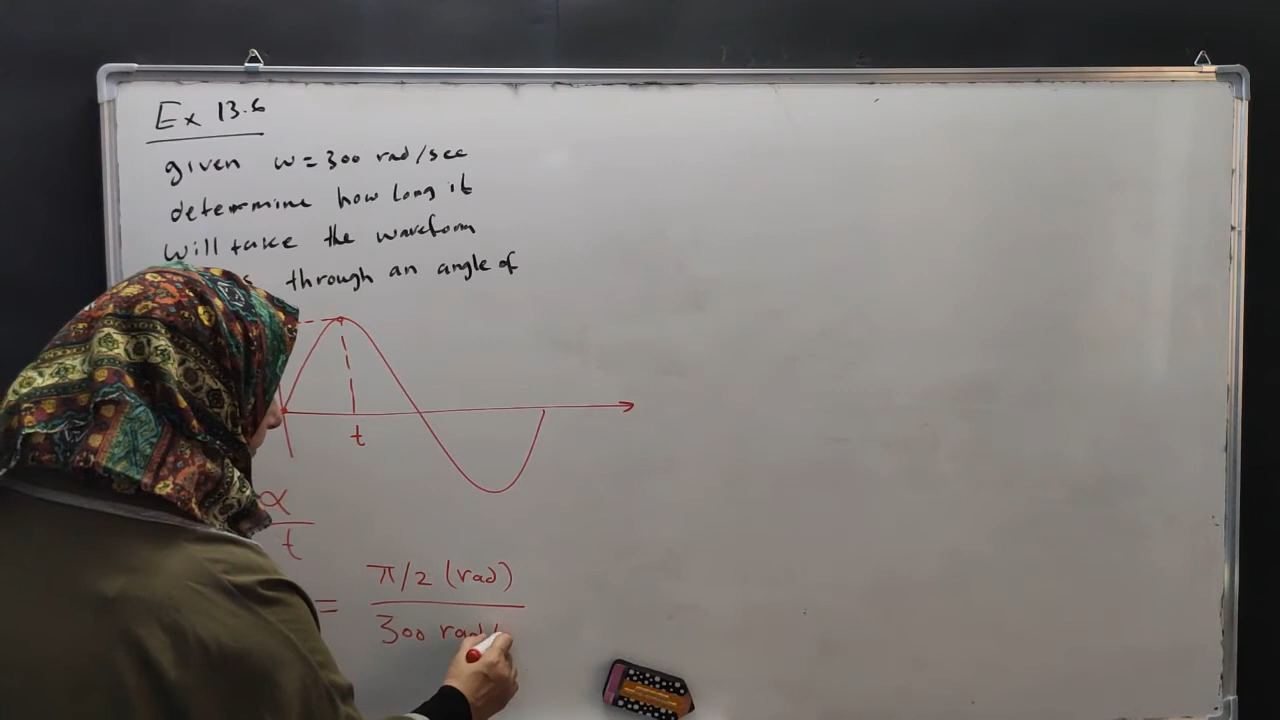 Ex 13.6
given w = 300 rad/sec
determine how long it
will take the waveform
through an angle of
t
α
t
= π/2 (rad)
300 rad/